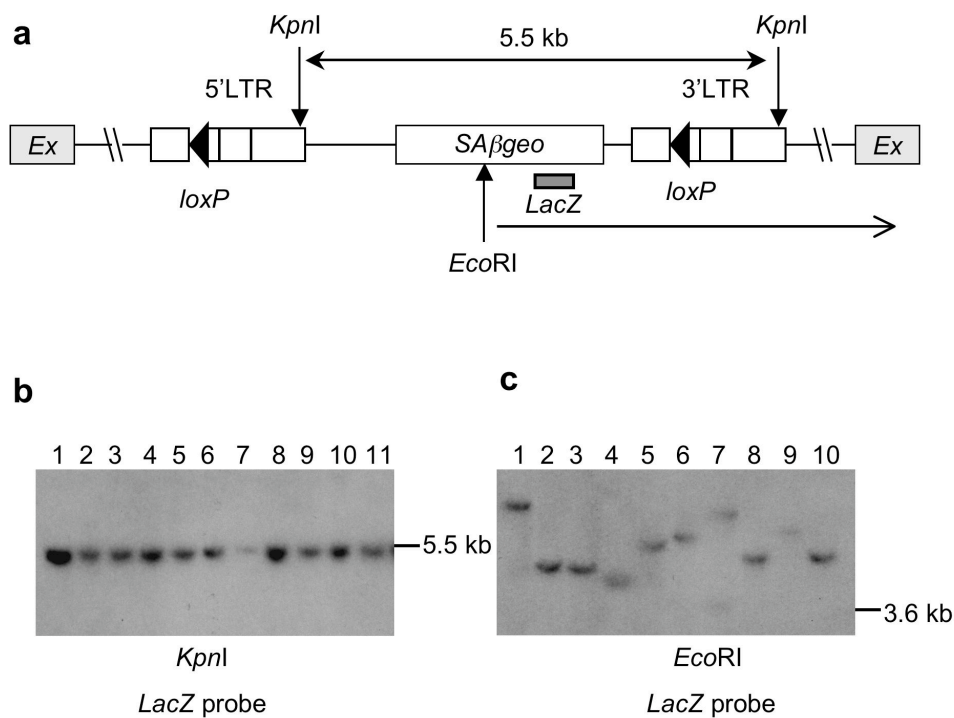 a
KpnI 5.5 kb KpnI
5'LTR 3'LTR
Ex SAβgeo Ex
loxP LacZ loxP
EcoRI
b c
1 2 3 4 5 6 7 8 9 10 11
1 2 3 4 5 6 7 8 9 10
5.5 kb
3.6 kb
KpnI EcoRI
LacZ probe LacZ probe